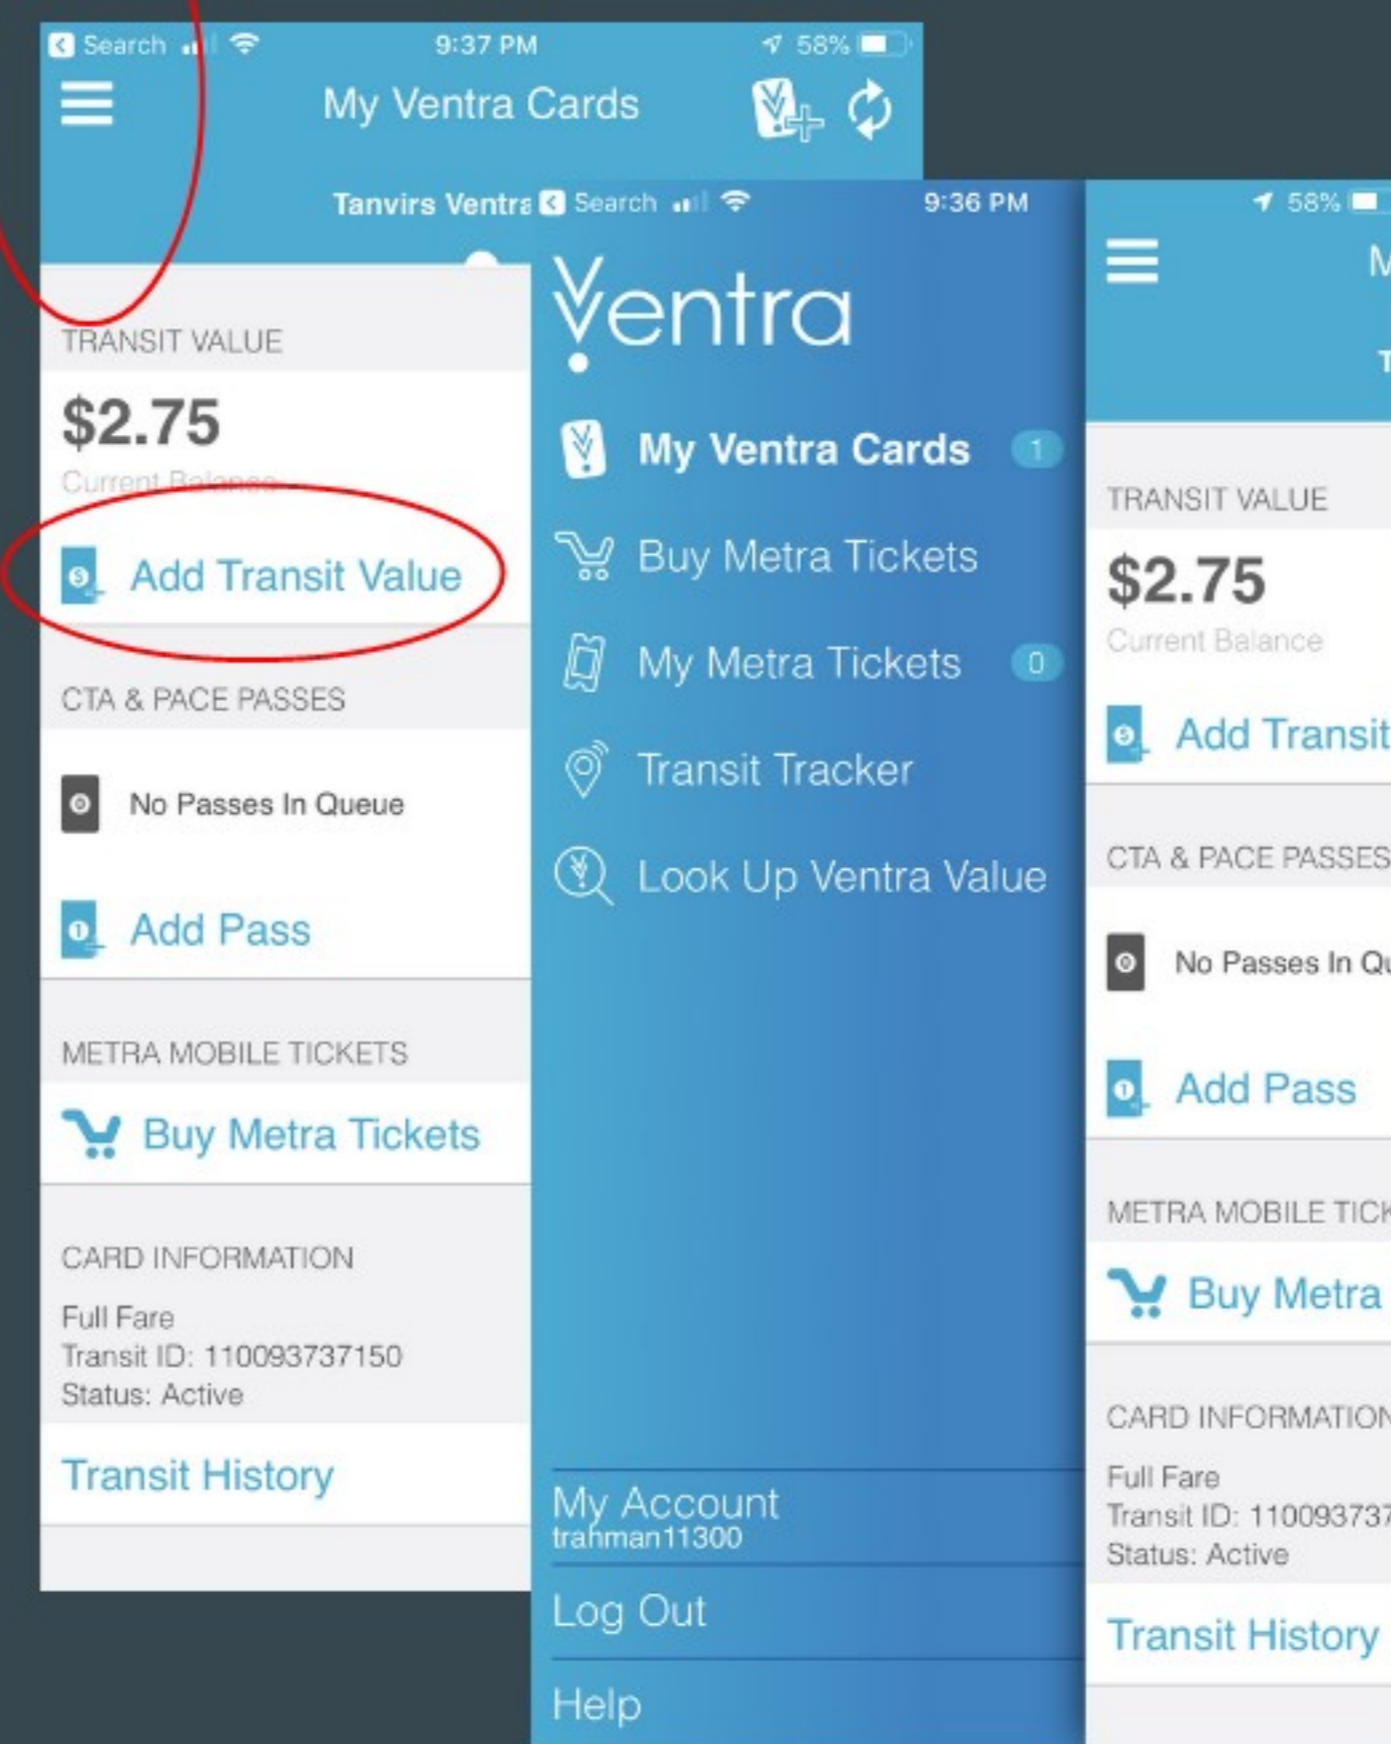 Search
9:37 PM
58%
My Ventra Cards
Tanvirs Ventra
TRANSIT VALUE
$2.75
Current Balance
Add Transit Value
CTA & PACE PASSES
No Passes In Queue
Add Pass
METRA MOBILE TICKETS
Buy Metra Tickets
CARD INFORMATION
Full Fare
Transit ID: 110093737150
Status: Active
Transit History
Search
9:36 PM
Ventra
My Ventra Cards 1
Buy Metra Tickets
My Metra Tickets 0
Transit Tracker
Look Up Ventra Value
My Account
trahman11300
Log Out
Help
58%
M
T
TRANSIT VALUE
$2.75
Current Balance
Add Transit
CTA & PACE PASSES
No Passes In Qu
Add Pass
METRA MOBILE TICK
Buy Metra
CARD INFORMATION
Full Fare
Transit ID: 110093737
Status: Active
Transit History